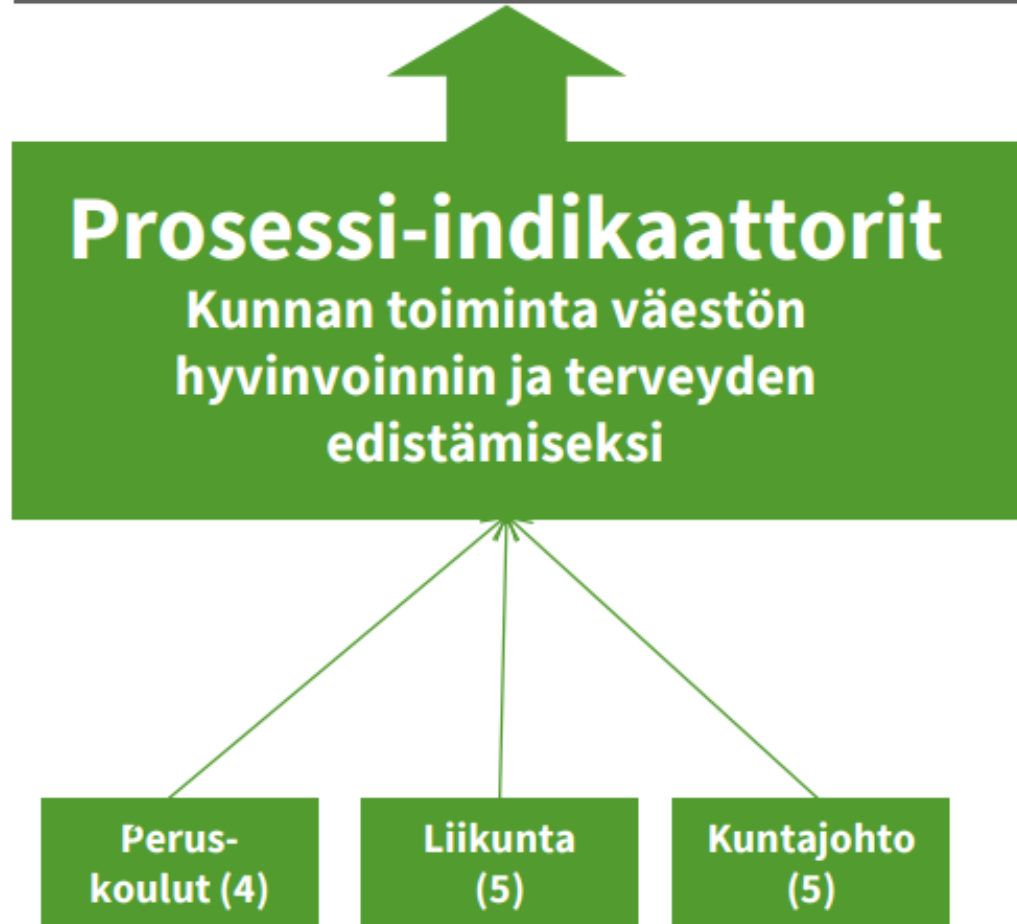 Prosessi-indikaattorit
Kunnan toiminta väestön
hyvinvoinnin ja terveyden
edistämiseksi
Perus-
koulut (4)
Liikunta
(5)
Kuntajohto
(5)